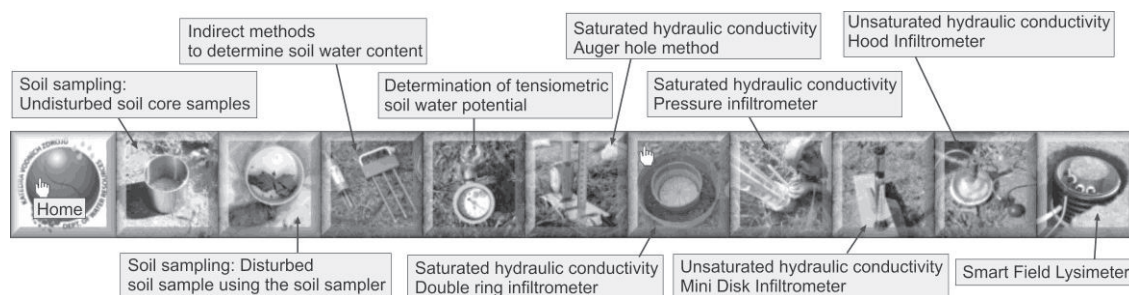 Indirect methods
to determine soil water content
Saturated hydraulic conductivity
Auger hole method
Unsaturated hydraulic conductivity
Hood Infiltrometer
Soil sampling:
Undisturbed soil core samples
Determination of tensiometric
soil water potential
Saturated hydraulic conductivity
Pressure infiltrometer
Home
Soil sampling: Disturbed
soil sample using the soil sampler
Saturated hydraulic conductivity
Double ring infiltrometer
Unsaturated hydraulic conductivity
Mini Disk Infiltrometer
Smart Field Lysimeter